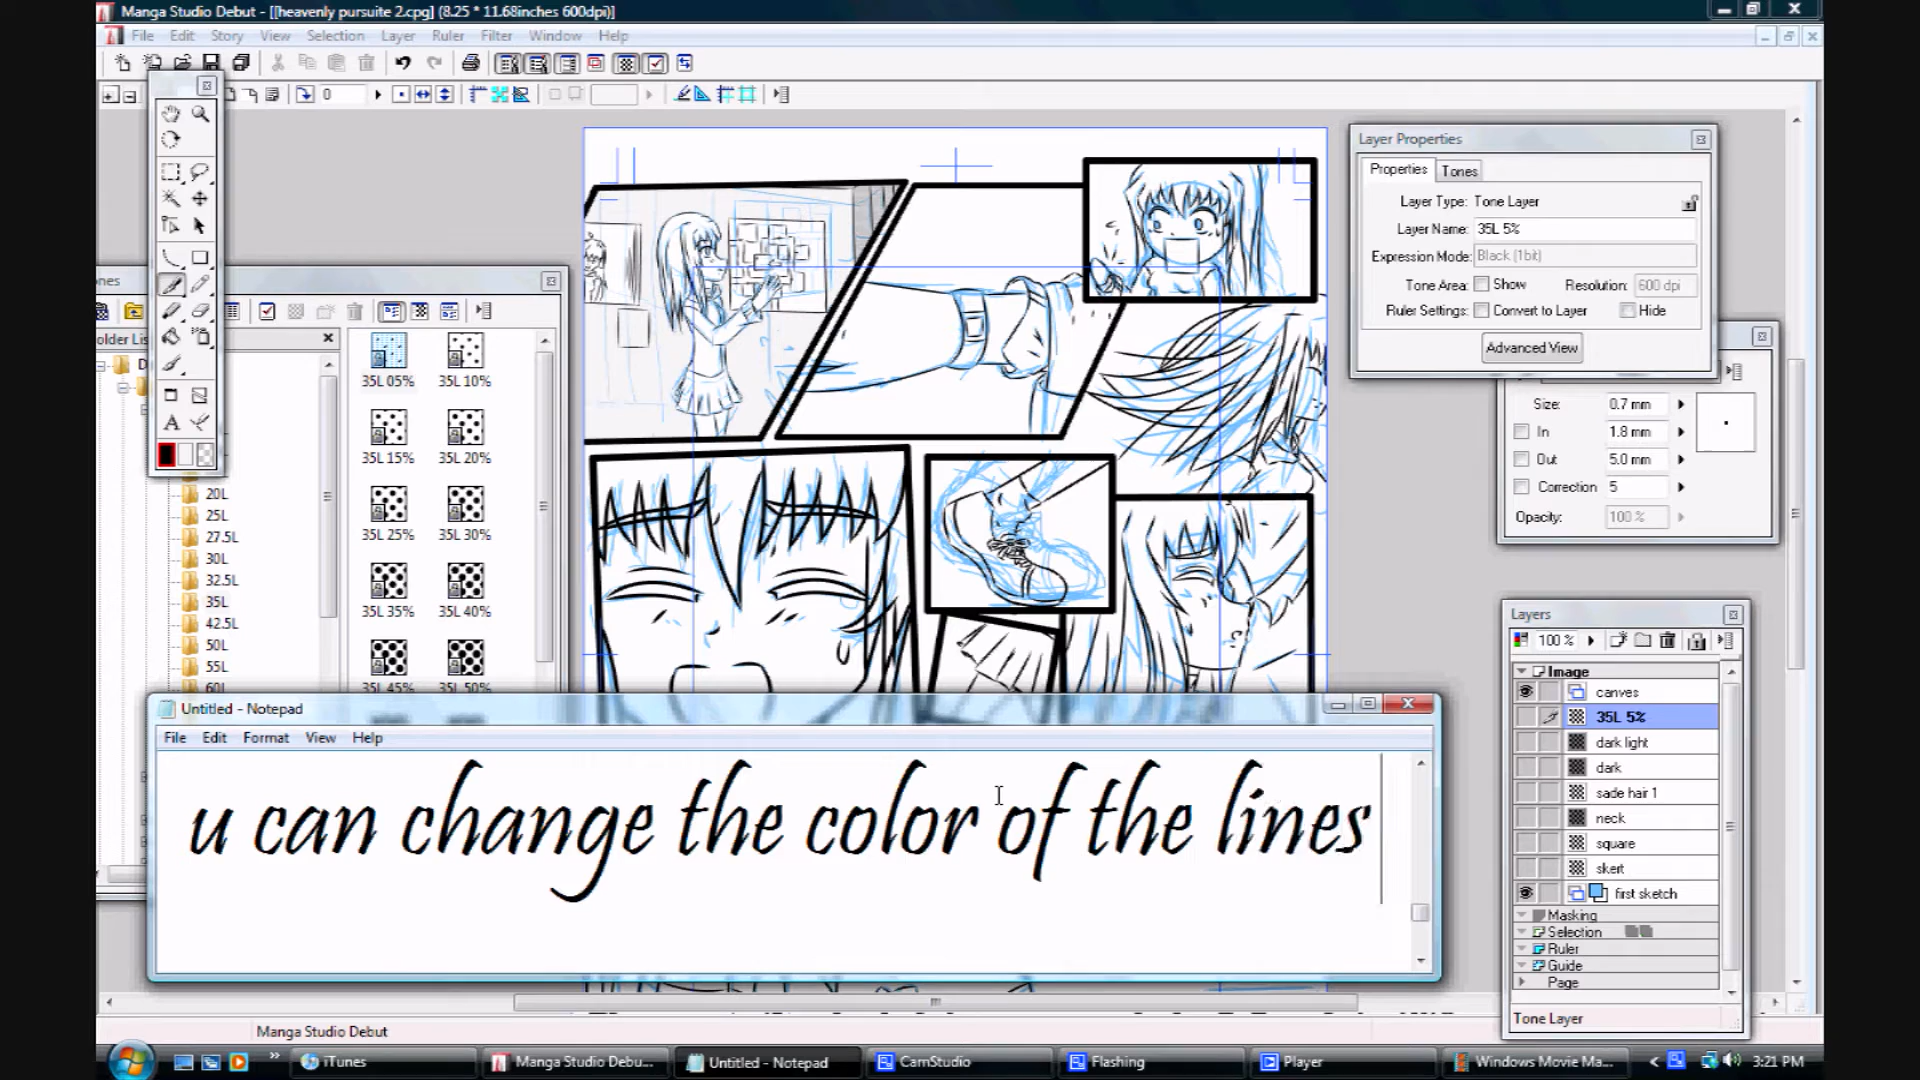 Manga Studio Debut - [[heavenly pursuite 2.cpg] (8.25 * 11.68inches 600dpi)]
File Edit Story View Selection Layer Ruler Filter Window Help
0
Layer Properties
Properties Tones
Layer Type: Tone Layer
Layer Name: 35L 5%
Expression Mode: Black (1bit)
Tone Area: Show Resolution: 600 dpi
Ruler Settings: Convert to Layer Hide
Advanced View
Size: 0.7 mm
In 1.8 mm
Out 5.0 mm
Correction 5
Opacity: 100 %
35L 05% 35L 10%
35L 15% 35L 20%
35L 25% 35L 30%
35L 35% 35L 40%
35L 45% 35L 50%
20L
25L
27.5L
30L
32.5L
35L
42.5L
50L
55L
60L
Layers
100 %
Image
canves
35L 5%
dark light
dark
sade hair 1
neck
square
skert
first sketch
Masking
Selection
Ruler
Guide
Page
Tone Layer
Untitled - Notepad
File Edit Format View Help
u can change the color of the lines
Manga Studio Debut
iTunes Manga Studio Debu... Untitled - Notepad CamStudio Flashing Player Windows Movie Ma... 3:21 PM